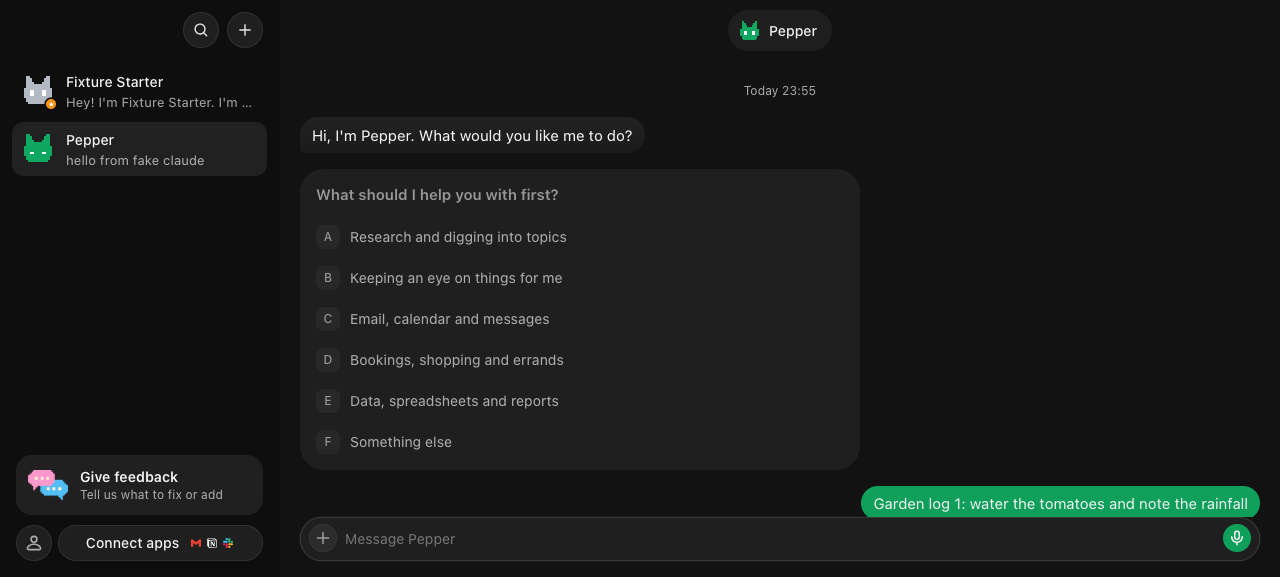 Fixture Starter
Hey! I'm Fixture Starter. I'm ...
Pepper
hello from fake claude
Give feedback
Tell us what to fix or add
Connect apps
Pepper
Today 23:55
Hi, I'm Pepper. What would you like me to do?
What should I help you with first?
A Research and digging into topics
B Keeping an eye on things for me
C Email, calendar and messages
D Bookings, shopping and errands
E Data, spreadsheets and reports
F Something else
Garden log 1: water the tomatoes and note the rainfall
Message Pepper